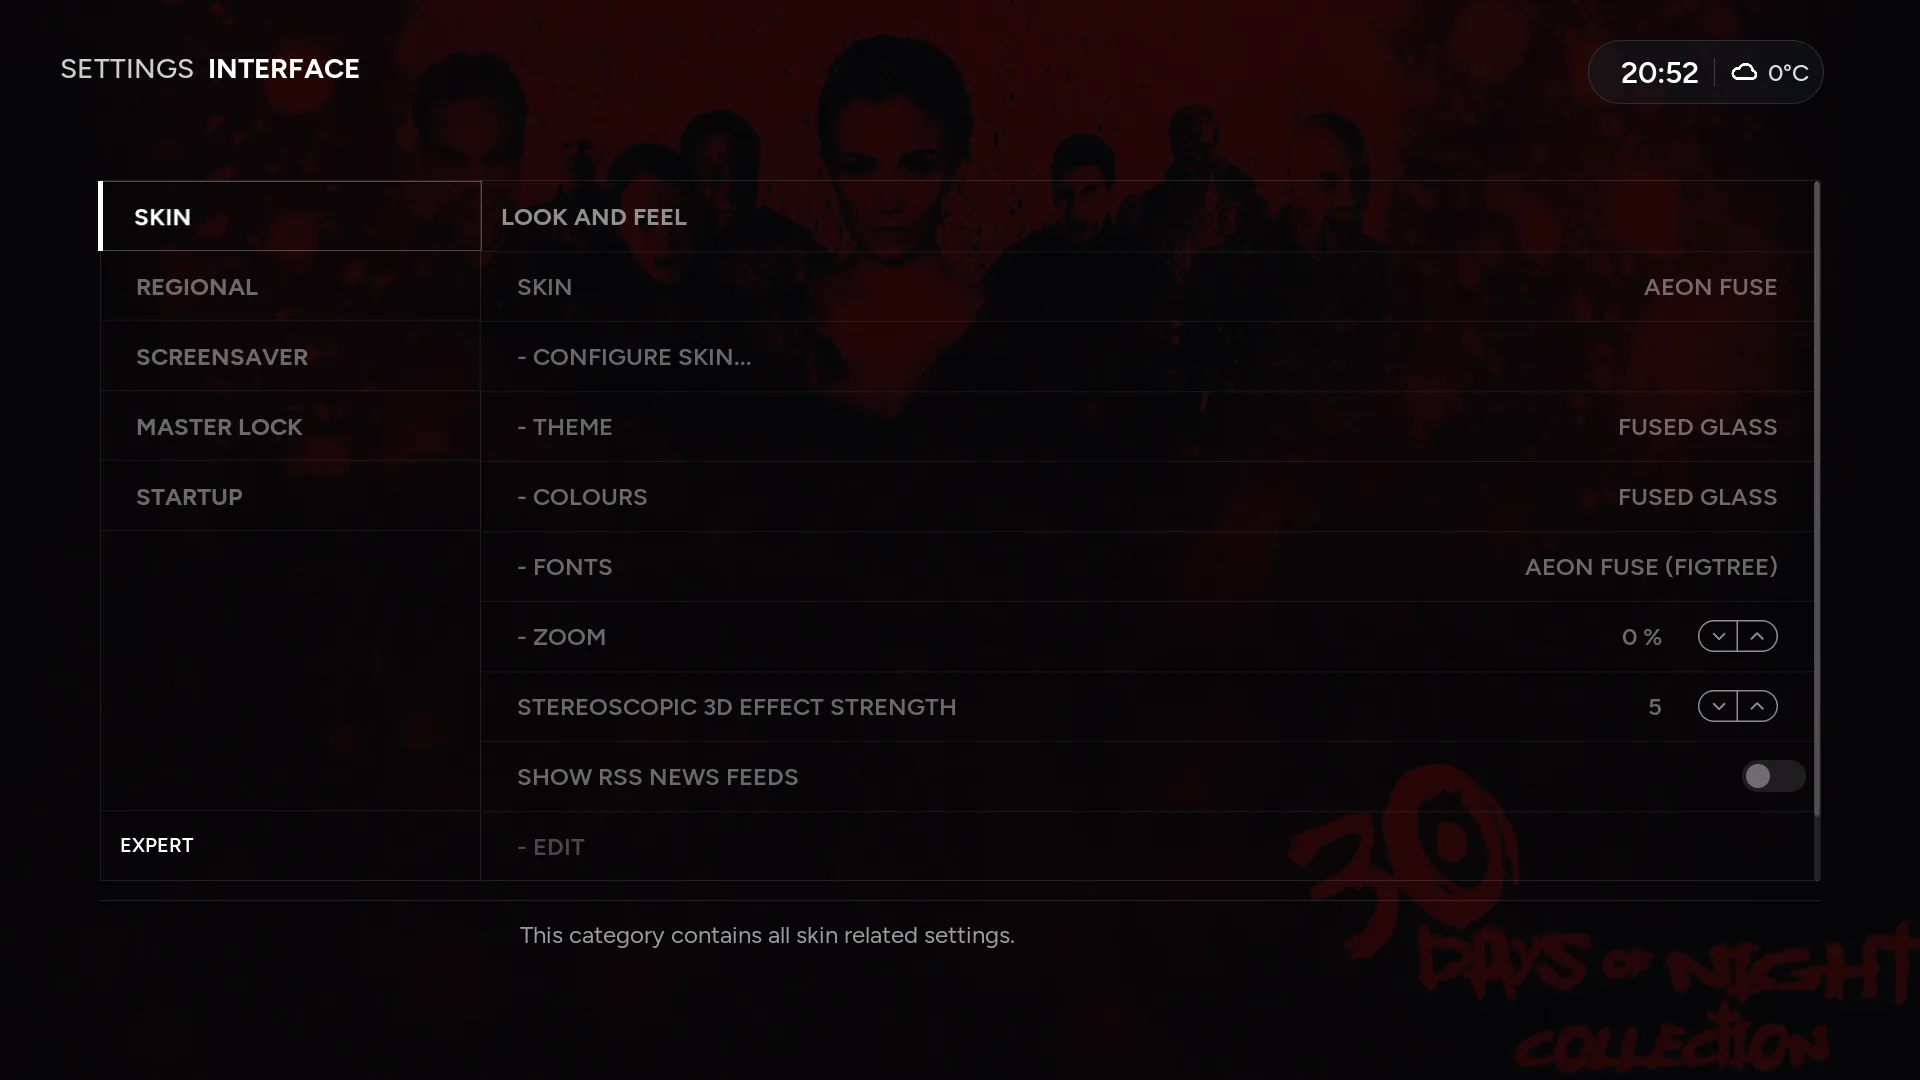 SETTINGS INTERFACE
20:52 0°C
SKIN
REGIONAL
SCREENSAVER
MASTER LOCK
STARTUP
EXPERT
LOOK AND FEEL
SKIN AEON FUSE
- CONFIGURE SKIN...
- THEME FUSED GLASS
- COLOURS FUSED GLASS
- FONTS AEON FUSE (FIGTREE)
- ZOOM 0 %
STEREOSCOPIC 3D EFFECT STRENGTH 5
SHOW RSS NEWS FEEDS
- EDIT
This category contains all skin related settings.
30
DAYS OF NIGHT
COLLECTION